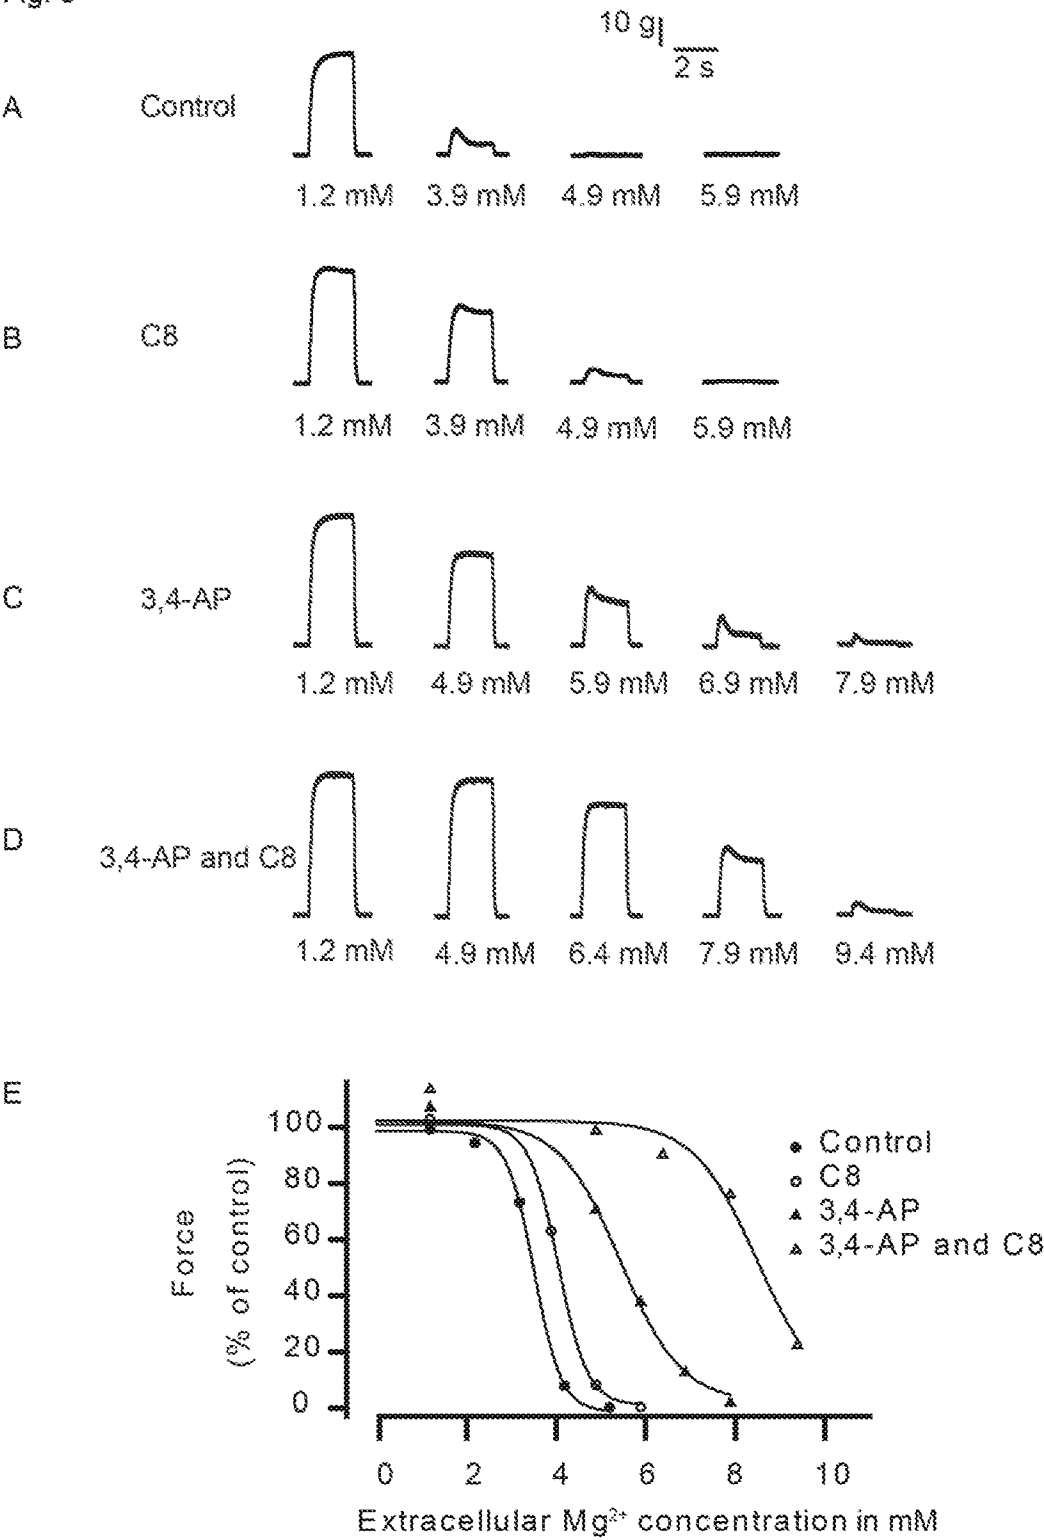 10 g
2 s
A Control
1.2 mM 3.9 mM 4.9 mM 5.9 mM
B C8
1.2 mM 3.9 mM 4.9 mM 5.9 mM
C 3,4-AP
1.2 mM 4.9 mM 5.9 mM 6.9 mM 7.9 mM
D 3,4-AP and C8
1.2 mM 4.9 mM 6.4 mM 7.9 mM 9.4 mM
E
Force
(% of control)
100
80
60
40
20
0
Control
C8
3,4-AP
3,4-AP and C8
0 2 4 6 8 10
Extracellular Mg²⁺ concentration in mM